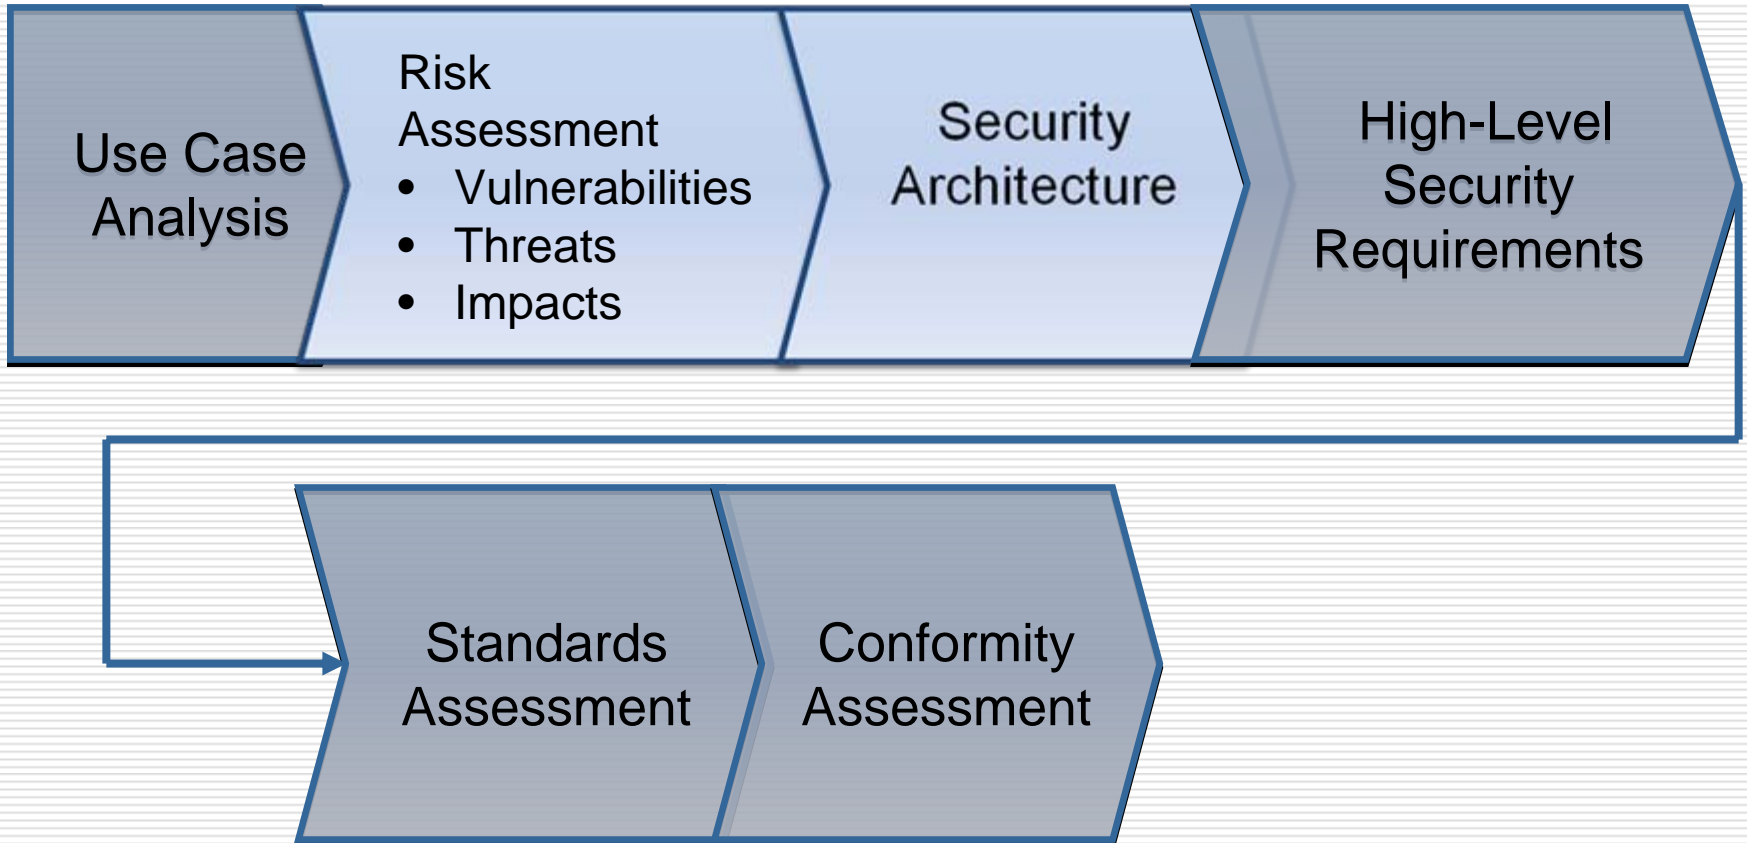 Use Case
Analysis
Risk
Assessment
• Vulnerabilities
• Threats
• Impacts
Security
Architecture
High-Level
Security
Requirements
Standards
Assessment
Conformity
Assessment